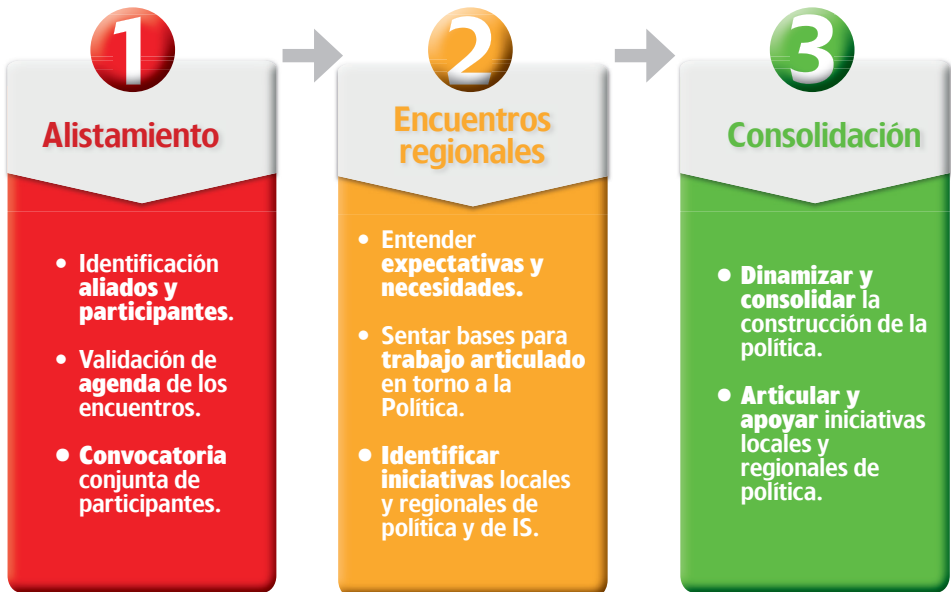 1
Alistamiento
• Identificación
aliados y
participantes.
• Validación de
agenda de los
encuentros.
• Convocatoria
conjunta de
participantes.
2
Encuentros
regionales
• Entender
expectativas y
necesidades.
• Sentar bases para
trabajo articulado
en torno a la
Política.
• Identificar
iniciativas locales
y regionales de
política y de IS.
3
Consolidación
• Dinamizar y
consolidar la
construcción de la
política.
• Articular y
apoyar iniciativas
locales y
regionales de
política.